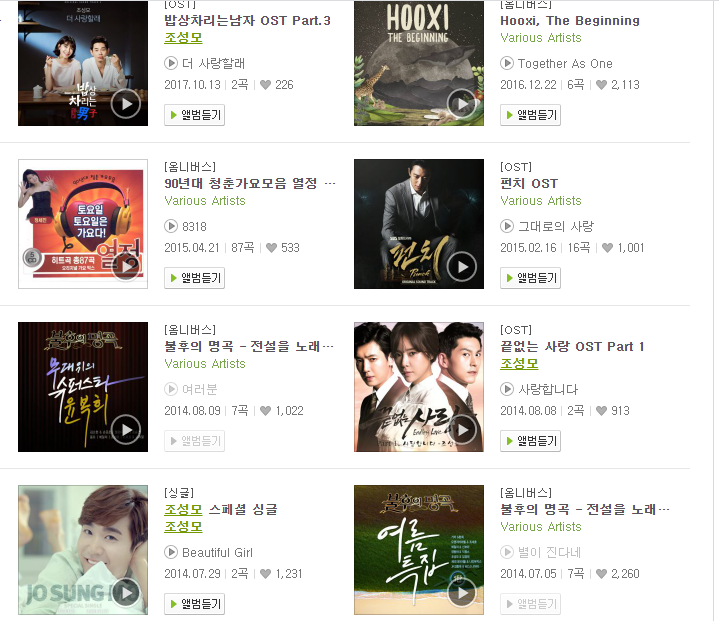 [OST]
밥상차리는남자 OST Part.3
조성모
더 사랑할래
2017.10.13 2곡 226
앨범듣기
조성모
더 사랑할래
밥상
차리는
男子
[옴니버스]
Hooxi, The Beginning
Various Artists
Together As One
2016.12.22 6곡 2,113
앨범듣기
HOOXI
THE BEGINNING
[옴니버스]
90년대 청춘가요모음 열정 ...
Various Artists
8318
2015.04.21 87곡 533
앨범듣기
토요일
토요일은
가요다!
열정
히트곡 총87곡
[OST]
펀치 OST
Various Artists
그대로의 사랑
2015.02.16 16곡 1,001
앨범듣기
펀치
Punch
ORIGINAL SOUND TRACK
[옴니버스]
불후의 명곡 - 전설을 노래...
Various Artists
여러분
2014.08.09 7곡 1,022
앨범듣기
불후의 명곡
무대위의
슈퍼스타
윤복희
[OST]
끝없는 사랑 OST Part 1
조성모
사랑합니다
2014.08.08 2곡 913
앨범듣기
끝없는 사랑
Endless Love
[싱글]
조성모 스페셜 싱글
조성모
Beautiful Girl
2014.07.29 2곡 1,231
앨범듣기
JO SUNG M
[옴니버스]
불후의 명곡 - 전설을 노래...
Various Artists
별이 진다네
2014.07.05 7곡 2,260
앨범듣기
불후의 명곡
여름
특집